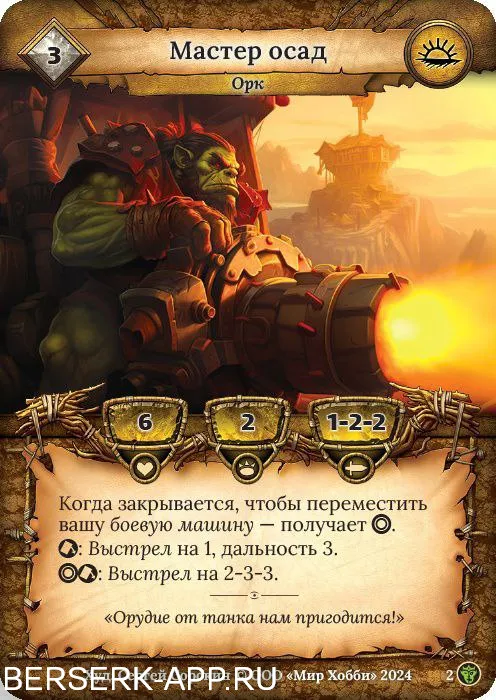 3
Мастер осад
Орк
6 2 1-2-2
Когда закрывается, чтобы переместить
вашу боевую машину — получает .
: Выстрел на 1, дальность 3.
: Выстрел на 2-3-3.
«Орудие от танка нам пригодится!»
«Мир Хобби» 2024 2
BERSERK-APP.RU